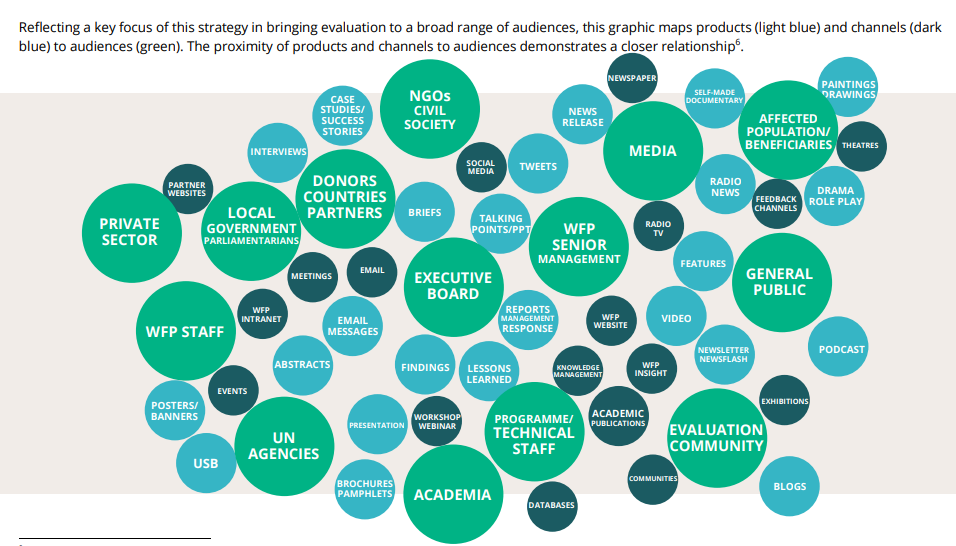 Reflecting a key focus of this strategy in bringing evaluation to a broad range of audiences, this graphic maps products (light blue) and channels (dark
blue) to audiences (green). The proximity of products and channels to audiences demonstrates a closer relationship⁶.
NEWSPAPER
NGOs
CIVIL
SOCIETY
CASE
STUDIES/
SUCCESS
STORIES
SELF-MADE
DOCUMENTARY
PAINTINGS
DRAWINGS
NEWS
RELEASE
AFFECTED
POPULATION/
BENEFICIARIES
THEATRES
INTERVIEWS
MEDIA
SOCIAL
MEDIA
TWEETS
PARTNER
WEBSITES
DONORS
COUNTRIES
PARTNERS
RADIO
NEWS
FEEDBACK
CHANNELS
DRAMA
ROLE PLAY
PRIVATE
SECTOR
LOCAL
GOVERNMENT
PARLIAMENTARIANS
BRIEFS
TALKING
POINTS/PPT
WFP
SENIOR
MANAGEMENT
RADIO
TV
MEETINGS
EMAIL
EXECUTIVE
BOARD
FEATURES
GENERAL
PUBLIC
WFP STAFF
WFP
INTRANET
EMAIL
MESSAGES
REPORTS
MANAGEMENT
RESPONSE
WFP
WEBSITE
VIDEO
NEWSLETTER
NEWSFLASH
PODCAST
ABSTRACTS
FINDINGS
LESSONS
LEARNED
KNOWLEDGE
MANAGEMENT
WFP
INSIGHT
EVENTS
POSTERS/
BANNERS
PRESENTATION
WORKSHOP
WEBINAR
PROGRAMME/
TECHNICAL
STAFF
ACADEMIC
PUBLICATIONS
EXHIBITIONS
EVALUATION
COMMUNITY
UN
AGENCIES
USB
BROCHURES
PAMPHLETS
ACADEMIA
DATABASES
COMMUNITIES
BLOGS